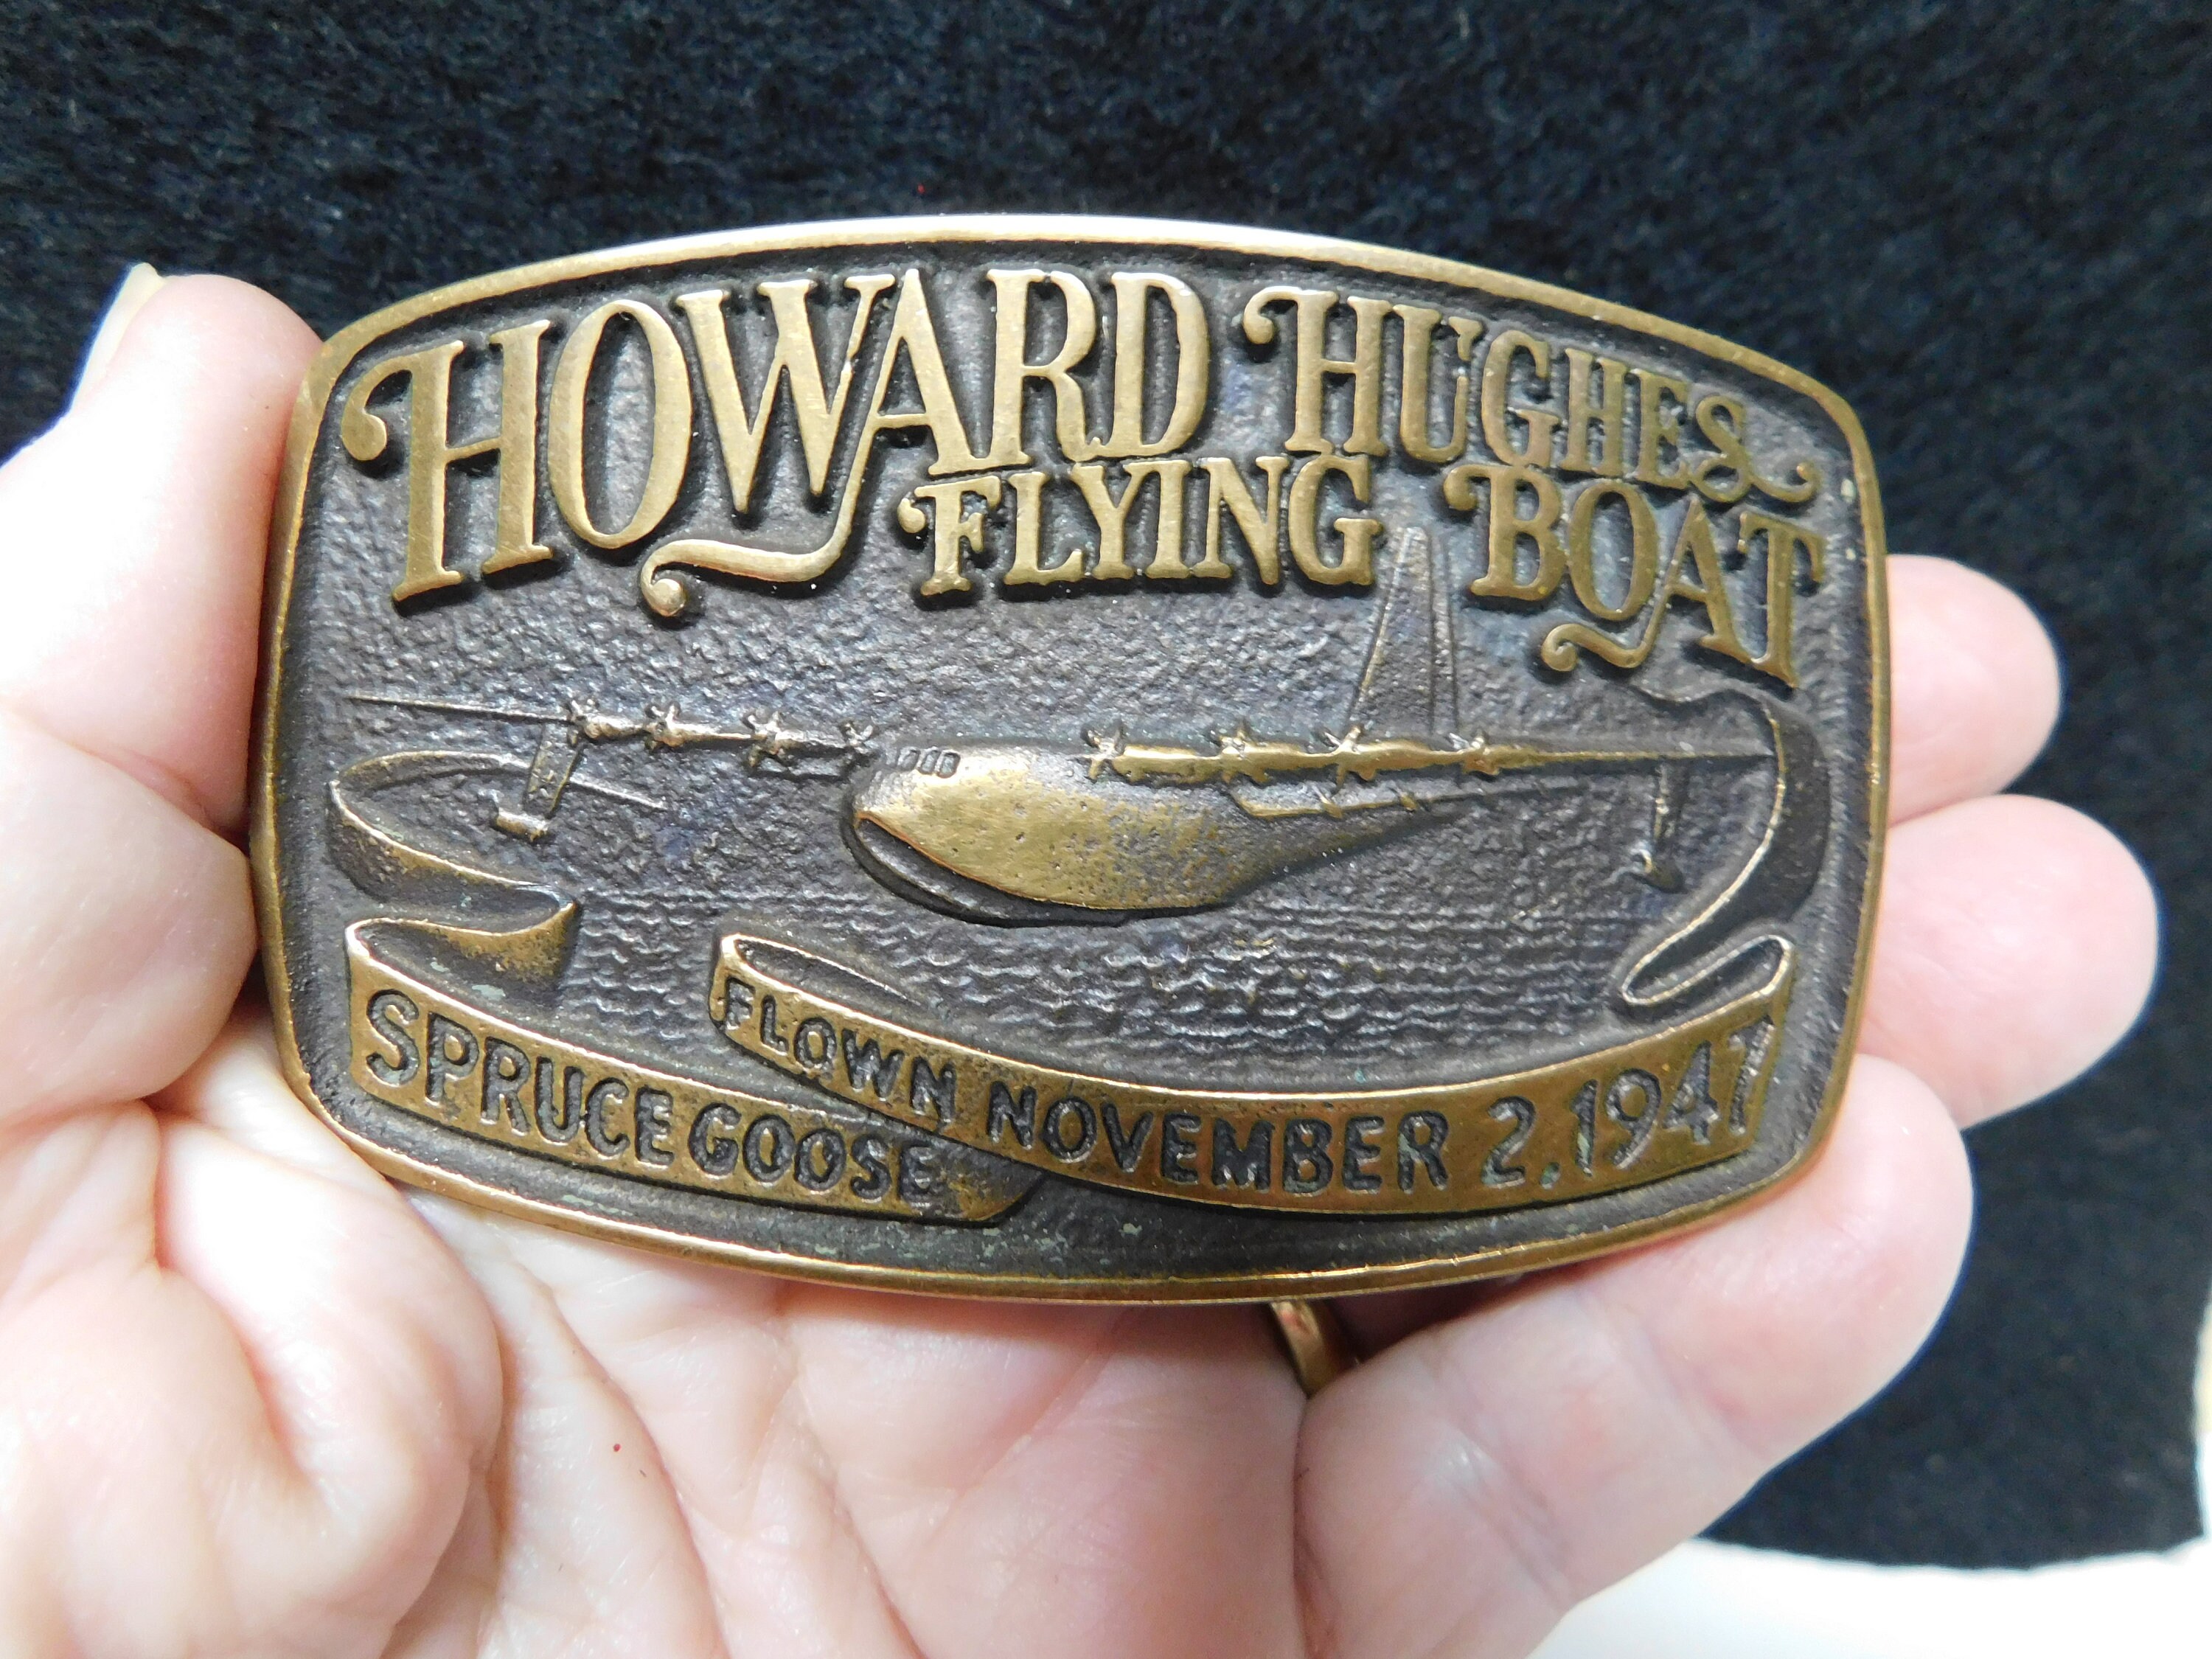 HOWARD HUGHES
FLYING BOAT
SPRUCE GOOSE
FLOWN NOVEMBER 2, 1947